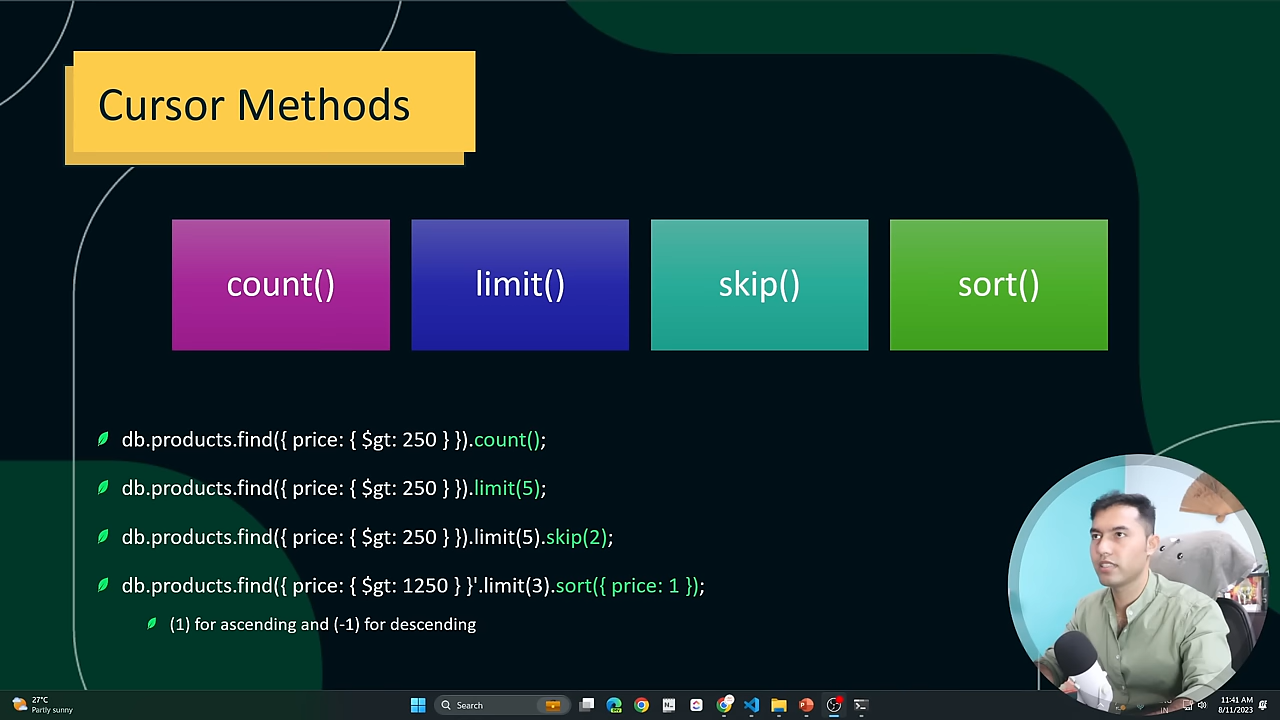 Cursor Methods
count()
limit()
skip()
sort()
db.products.find({ price: { $gt: 250 } }).count();
db.products.find({ price: { $gt: 250 } }).limit(5);
db.products.find({ price: { $gt: 250 } }).limit(5).skip(2);
db.products.find({ price: { $gt: 1250 } }'.limit(3).sort({ price: 1 });
(1) for ascending and (-1) for descending
27°C
Partly sunny
Search
IN
11:41 AM
8/11/2023